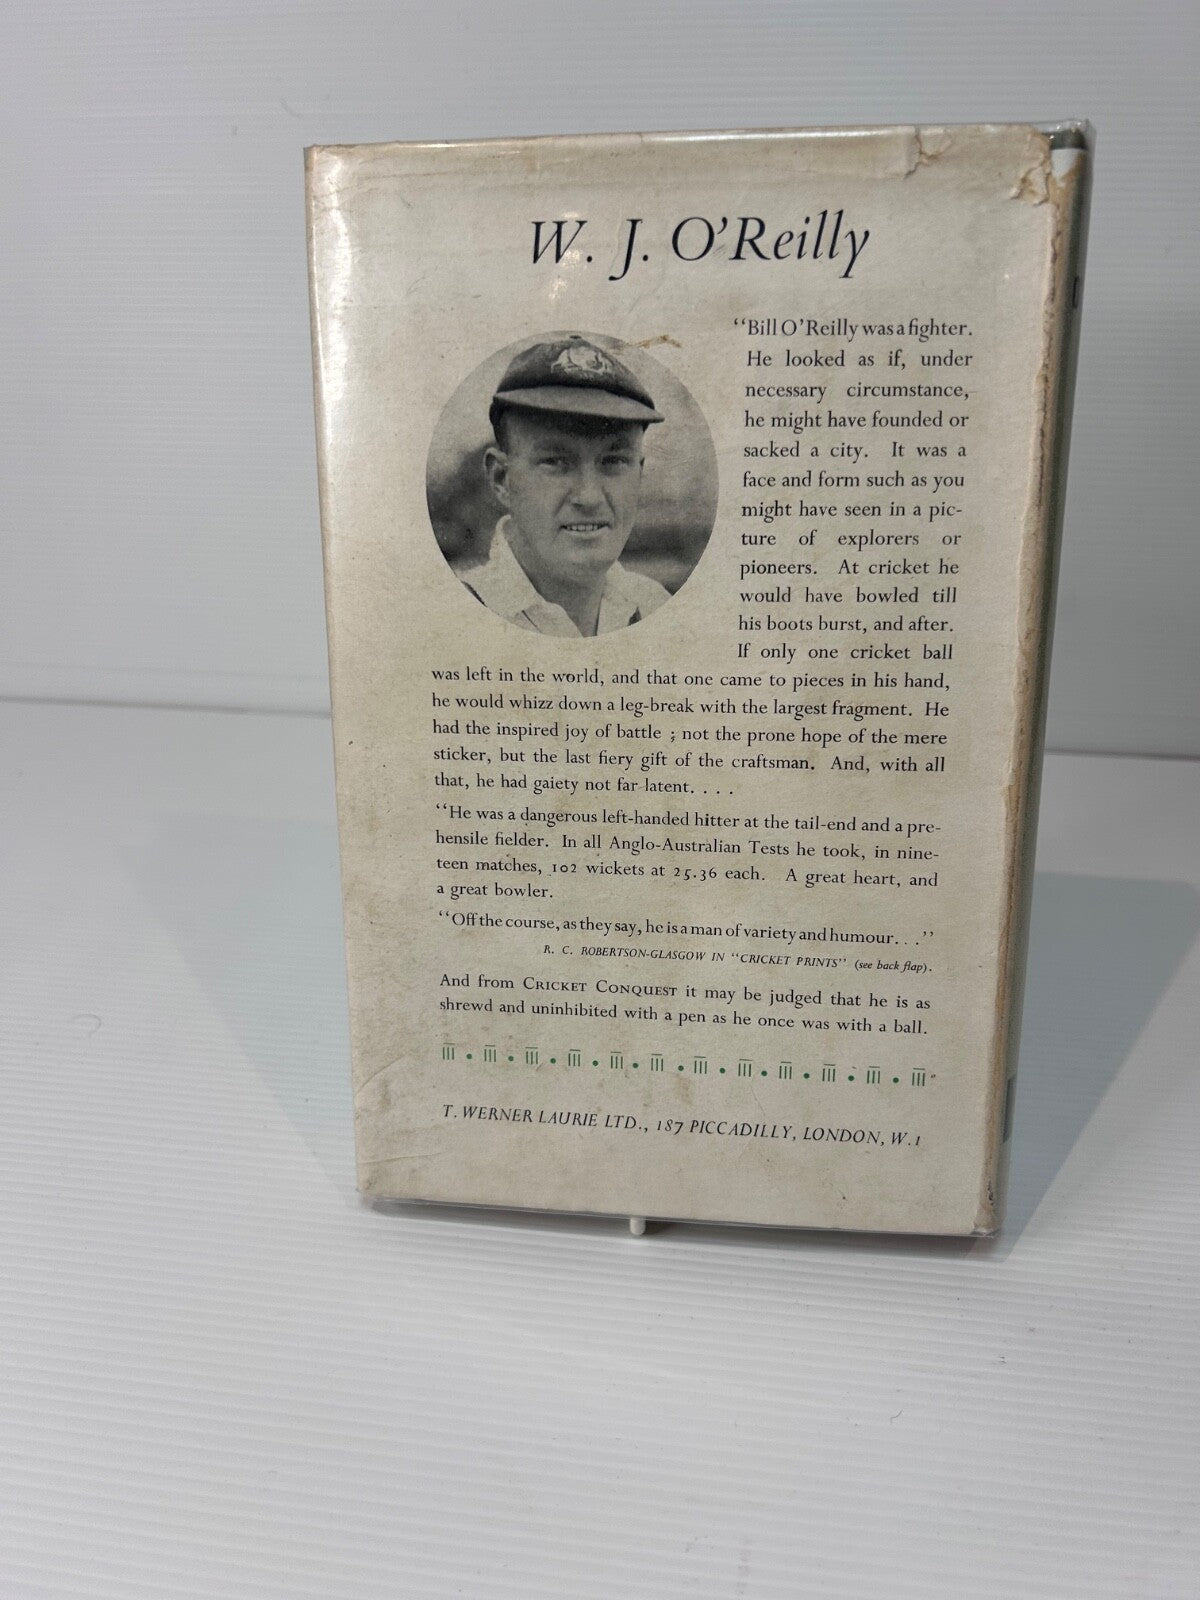 W. J. O'Reilly
“Bill O'Reilly was a fighter.
He looked as if, under
necessary circumstance,
he might have founded or
sacked a city. It was a
face and form such as you
might have seen in a pic-
ture of explorers or
pioneers. At cricket he
would have bowled till
his boots burst, and after.
If only one cricket ball
was left in the world, and that one came to pieces in his hand,
he would whizz down a leg-break with the largest fragment. He
had the inspired joy of battle ; not the prone hope of the mere
sticker, but the last fiery gift of the craftsman. And, with all
that, he had gaiety not far latent. . . .
“He was a dangerous left-handed hitter at the tail-end and a pre-
hensile fielder. In all Anglo-Australian Tests he took, in nine-
teen matches, 102 wickets at 25.36 each. A great heart, and
a great bowler.
“Off the course, as they say, he is a man of variety and humour. . .”
R. C. ROBERTSON-GLASGOW IN “CRICKET PRINTS” (see back flap).
And from CRICKET CONQUEST it may be judged that he is as
shrewd and uninhibited with a pen as he once was with a ball.
T. WERNER LAURIE LTD., 187 PICCADILLY, LONDON, W.1